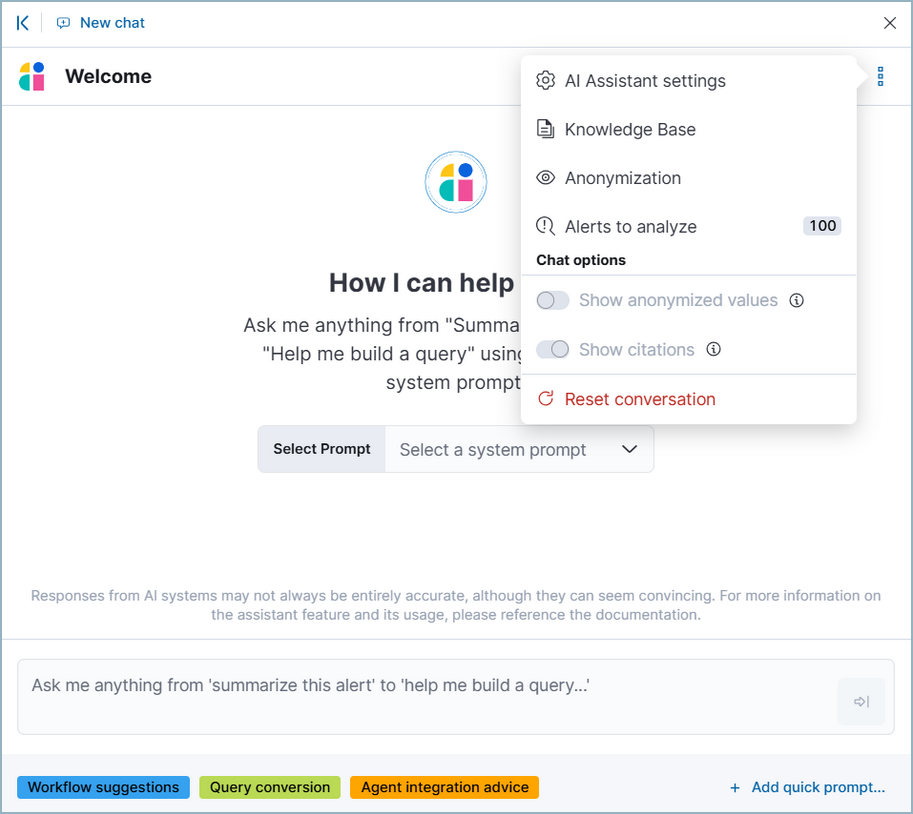 New chat
Welcome
AI Assistant settings
Knowledge Base
Anonymization
Alerts to analyze 100
Chat options
Show anonymized values
Show citations
Reset conversation
How I can help
Ask me anything from "Summa
"Help me build a query" using
system prompt
Select Prompt Select a system prompt
Responses from AI systems may not always be entirely accurate, although they can seem convincing. For more information on
the assistant feature and its usage, please reference the documentation.
Ask me anything from 'summarize this alert' to 'help me build a query...'
Workflow suggestions Query conversion Agent integration advice + Add quick prompt...